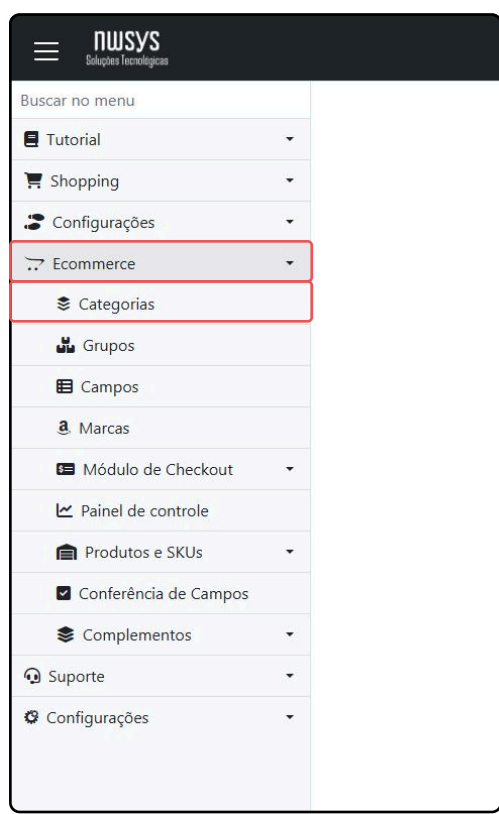 nwsys
Soluções Tecnológicas
Buscar no menu
Tutorial
Shopping
Configurações
Ecommerce
Categorias
Grupos
Campos
Marcas
Módulo de Checkout
Painel de controle
Produtos e SKUs
Conferência de Campos
Complementos
Suporte
Configurações